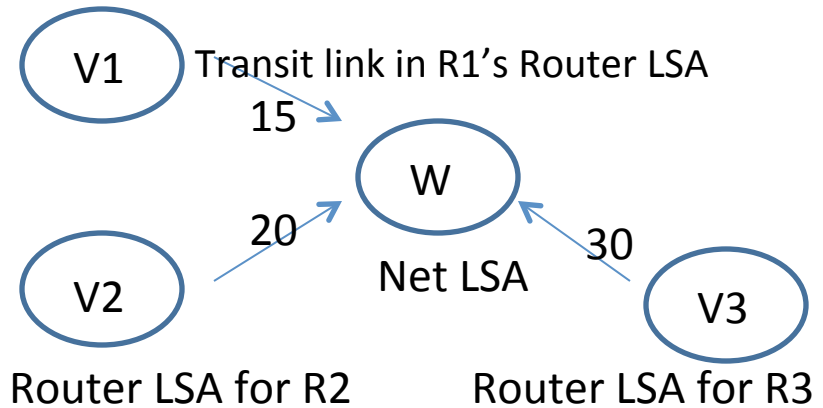 V1 Transit link in R1’s Router LSA
15
W
20
30
Net LSA
V2
V3
Router LSA for R2
Router LSA for R3